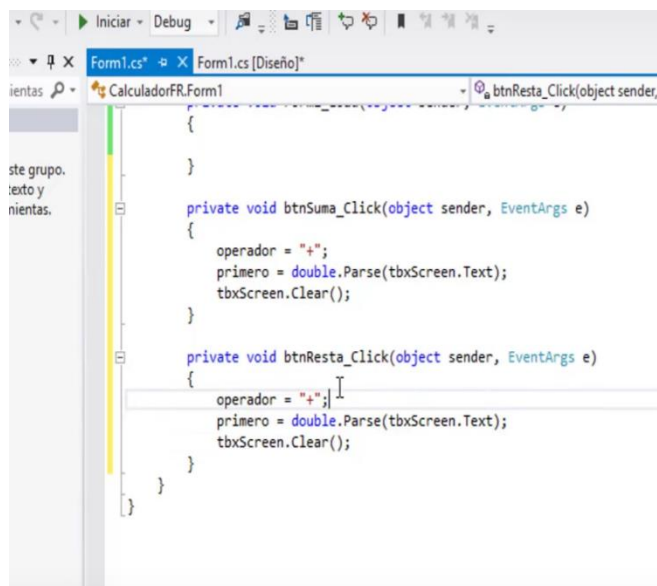 Iniciar Debug
Form1.cs* Form1.cs [Diseño]*
ientas CalculadorFR.Form1 btnResta_Click(object sender,
{
}
ste grupo.
texto y
mientas.
private void btnSuma_Click(object sender, EventArgs e)
{
operador = "+";
primero = double.Parse(tbxScreen.Text);
tbxScreen.Clear();
}
private void btnResta_Click(object sender, EventArgs e)
{
operador = "+";
primero = double.Parse(tbxScreen.Text);
tbxScreen.Clear();
}
}
}